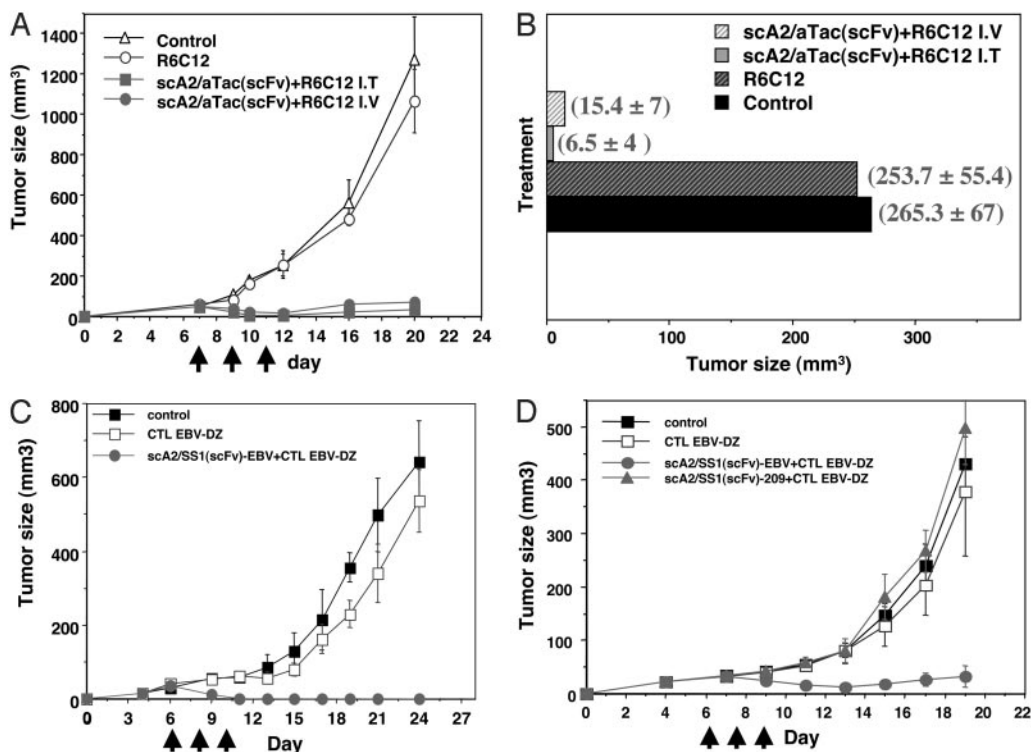 A
Tumor size (mm³)
1400
1200
1000
800
600
400
200
0
Control
R6C12
scA2/aTac(scFv)+R6C12 I.T
scA2/aTac(scFv)+R6C12 I.V
0 2 4 6 8 10 12 14 16 18 20 22 24
day
B
Treatment
scA2/aTac(scFv)+R6C12 I.V
scA2/aTac(scFv)+R6C12 I.T
R6C12
Control
(15.4 ± 7)
(6.5 ± 4 )
(253.7 ± 55.4)
(265.3 ± 67)
0 100 200 300
Tumor size (mm³)
C
Tumor size (mm3)
800
600
400
200
0
control
CTL EBV-DZ
scA2/SS1(scFv)-EBV+CTL EBV-DZ
0 3 6 9 12 15 18 21 24 27
Day
D
Tumor size (mm3)
500
400
300
200
100
0
control
CTL EBV-DZ
scA2/SS1(scFv)-EBV+CTL EBV-DZ
scA2/SS1(scFv)-209+CTL EBV-DZ
0 2 4 6 8 10 12 14 16 18 20 22
Day